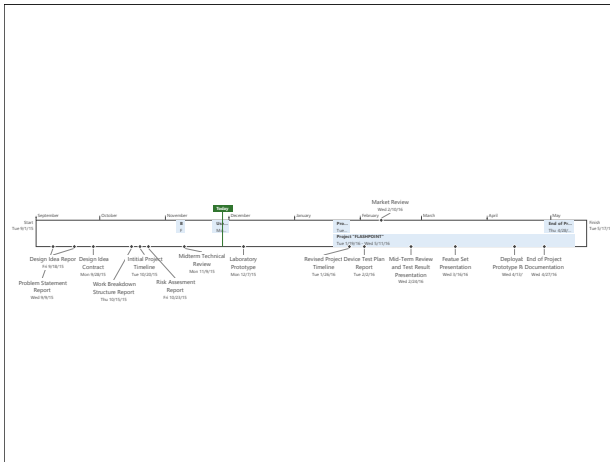 Market Review
Wed 2/10/16
Today
September
October
November
December
January
February
March
April
May
Start
Tue 9/1/15
Finish
Tue 5/17/1
B
F
Pro...
Tue...
End of Pr...
Thu 4/28/...
Project "FLASHPOINT"
Tue 1/19/16 - Wed 5/11/16
Design Idea Repor
Fri 9/18/15
Design Idea
Contract
Mon 9/28/15
Initial Project
Timeline
Tue 10/20/15
Midterm Technical
Review
Mon 11/9/15
Laboratory
Prototype
Mon 12/7/15
Revised Project
Timeline
Tue 1/26/16
Device Test Plan
Report
Tue 2/2/16
Mid-Term Review
and Test Result
Presentation
Wed 2/24/16
Featue Set
Presentation
Wed 3/16/16
Deployal
Prototype R
Wed 4/13/
End of Project
Documentation
Wed 4/27/16
Problem Statement
Report
Wed 9/9/15
Work Breakdown
Structure Report
Thu 10/15/15
Risk Assesment
Report
Fri 10/23/15